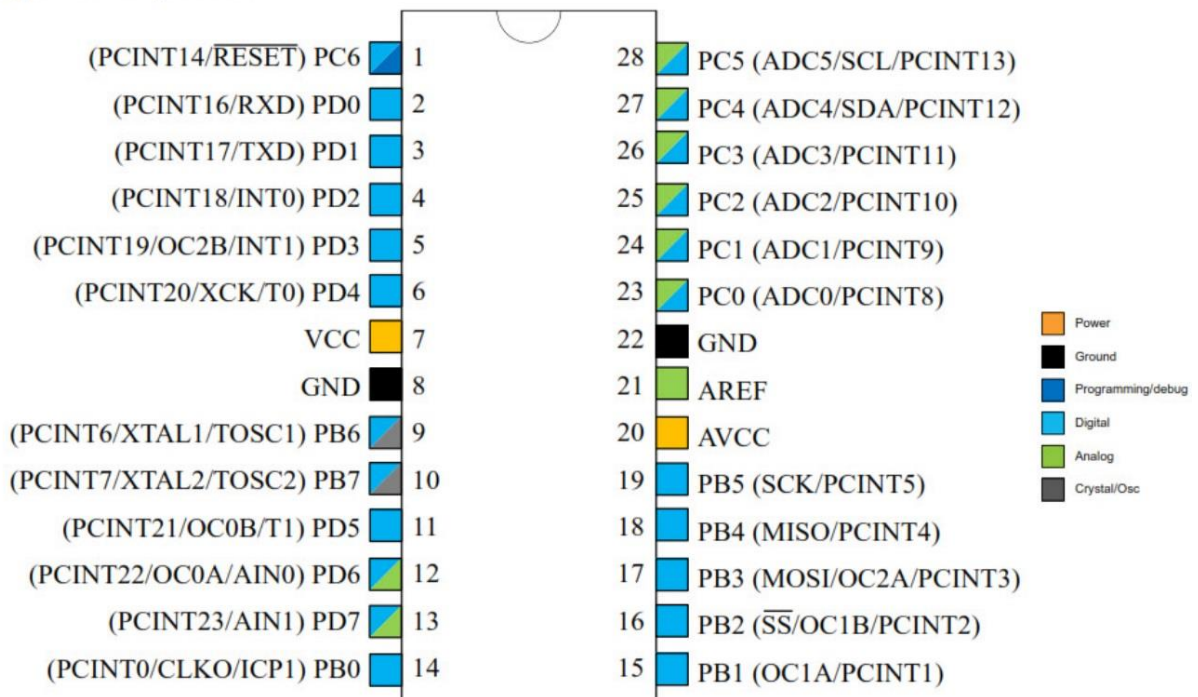 (PCINT14/RESET) PC6 1
(PCINT16/RXD) PD0 2
(PCINT17/TXD) PD1 3
(PCINT18/INT0) PD2 4
(PCINT19/OC2B/INT1) PD3 5
(PCINT20/XCK/T0) PD4 6
VCC 7
GND 8
(PCINT6/XTAL1/TOSC1) PB6 9
(PCINT7/XTAL2/TOSC2) PB7 10
(PCINT21/OC0B/T1) PD5 11
(PCINT22/OC0A/AIN0) PD6 12
(PCINT23/AIN1) PD7 13
(PCINT0/CLKO/ICP1) PB0 14
28 PC5 (ADC5/SCL/PCINT13)
27 PC4 (ADC4/SDA/PCINT12)
26 PC3 (ADC3/PCINT11)
25 PC2 (ADC2/PCINT10)
24 PC1 (ADC1/PCINT9)
23 PC0 (ADC0/PCINT8)
22 GND
21 AREF
20 AVCC
19 PB5 (SCK/PCINT5)
18 PB4 (MISO/PCINT4)
17 PB3 (MOSI/OC2A/PCINT3)
16 PB2 (SS/OC1B/PCINT2)
15 PB1 (OC1A/PCINT1)
Power
Ground
Programming/debug
Digital
Analog
Crystal/Osc